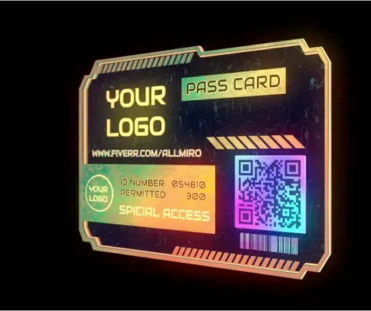 YOUR
LOGO
PASS CARD
WWW.FIVERR.COM/ALLMIRO
YOUR
LOGO
ID NUMBER 054810
PERMITTED 300
SPICIAL ACCESS